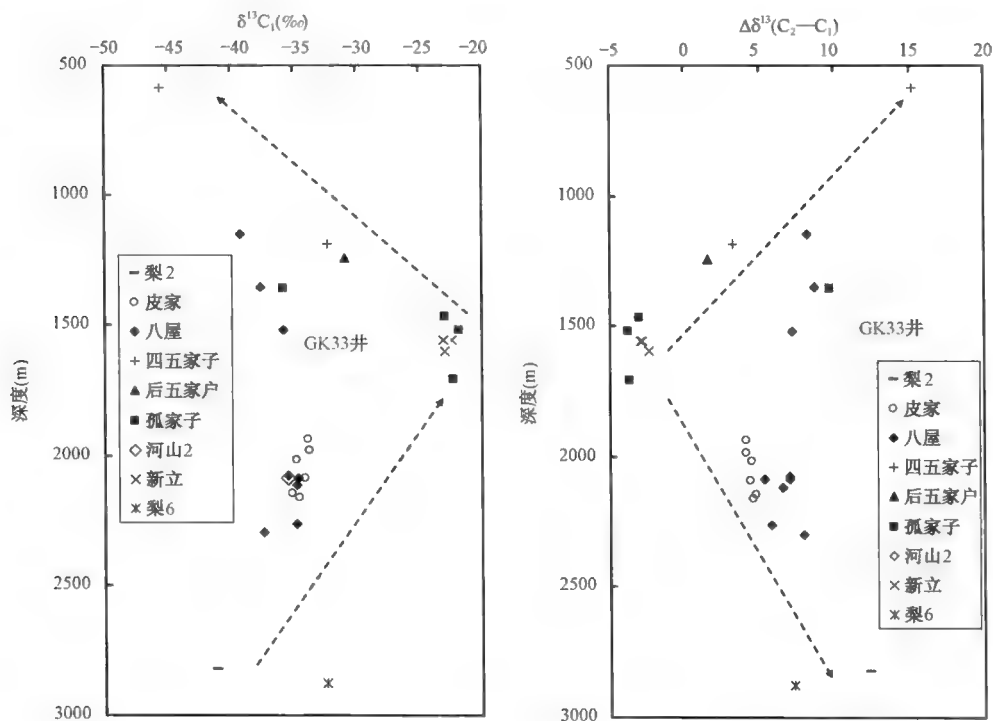 δ¹³C₁(‰)
−50 −45 −40 −35 −30 −25 −20
500
1000
1500
2000
2500
3000
深度(m)
梨2
皮家
八屋
四五家子
后五家户
孤家子
河山2
新立
梨6
GK33井
Δδ¹³(C₂—C₁)
−5 0 5 10 15 20
500
1000
1500
2000
2500
3000
深度(m)
GK33井
梨2
皮家
八屋
四五家子
后五家户
孤家子
河山2
新立
梨6